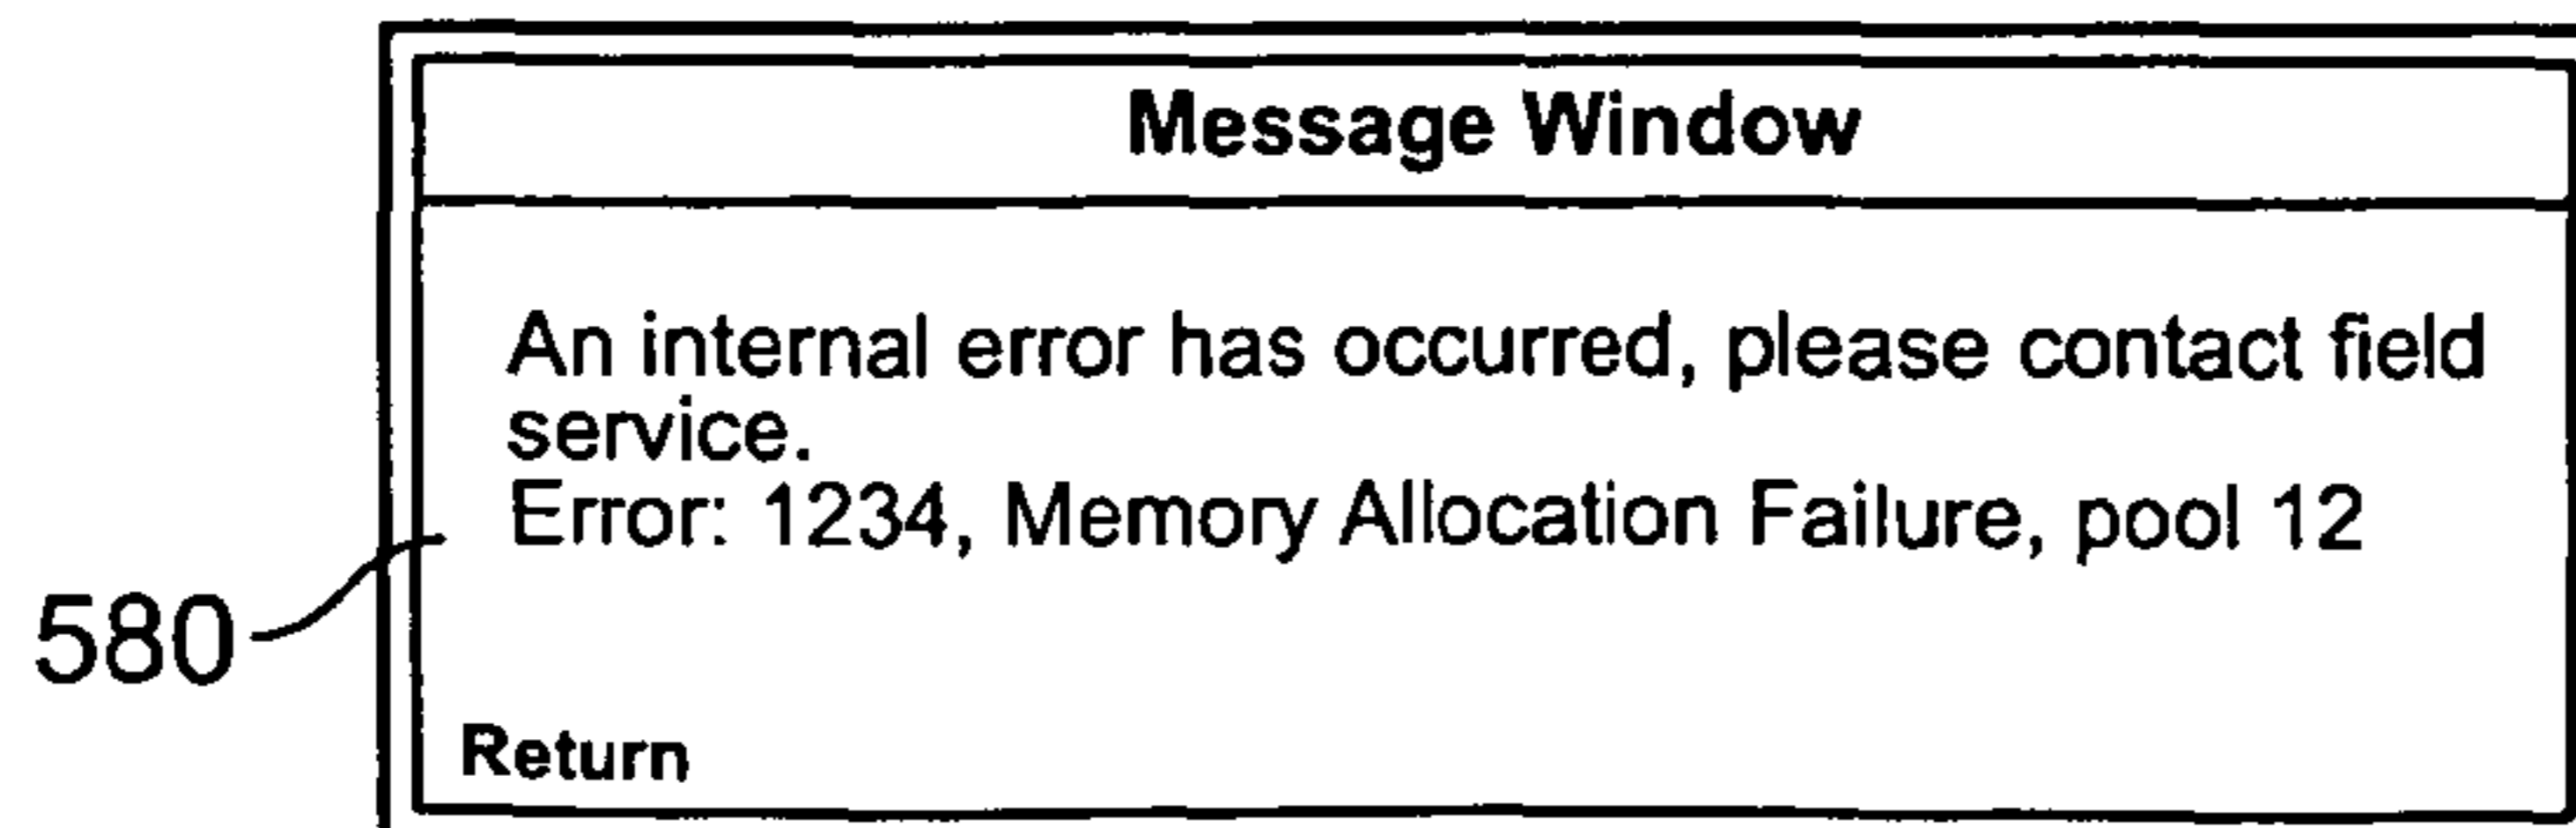 Message Window
An internal error has occurred, please contact field
service.
Error: 1234, Memory Allocation Failure, pool 12
580
Return